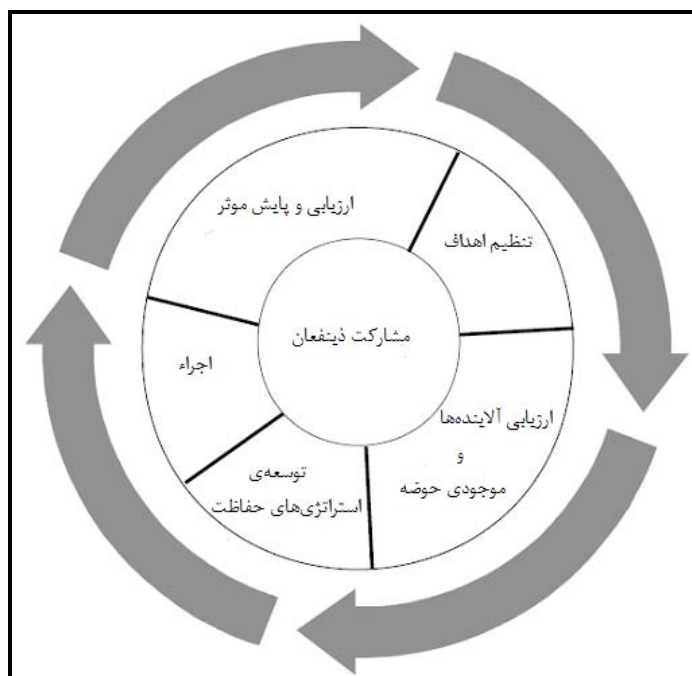 ارزیابی و پایش موثر
تنظیم اهداف
مشارکت ذینفعان
اجراء
ارزیابی آلاینده‌ها
و
موجودی حوضه
توسعه‌ی
استراتژی‌های حفاظت